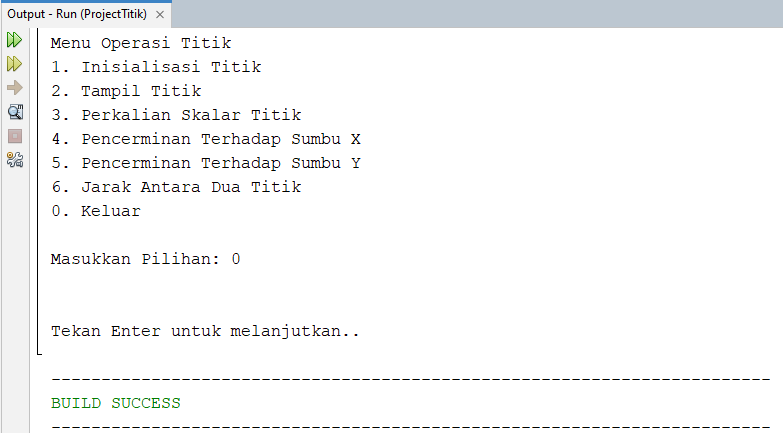 Output - Run (ProjectTitik) ×
Menu Operasi Titik
1. Inisialisasi Titik
2. Tampil Titik
3. Perkalian Skalar Titik
4. Pencerminan Terhadap Sumbu X
5. Pencerminan Terhadap Sumbu Y
6. Jarak Antara Dua Titik
0. Keluar
Masukkan Pilihan: 0
Tekan Enter untuk melanjutkan..
------------------------------------------------------------------------
BUILD SUCCESS
------------------------------------------------------------------------